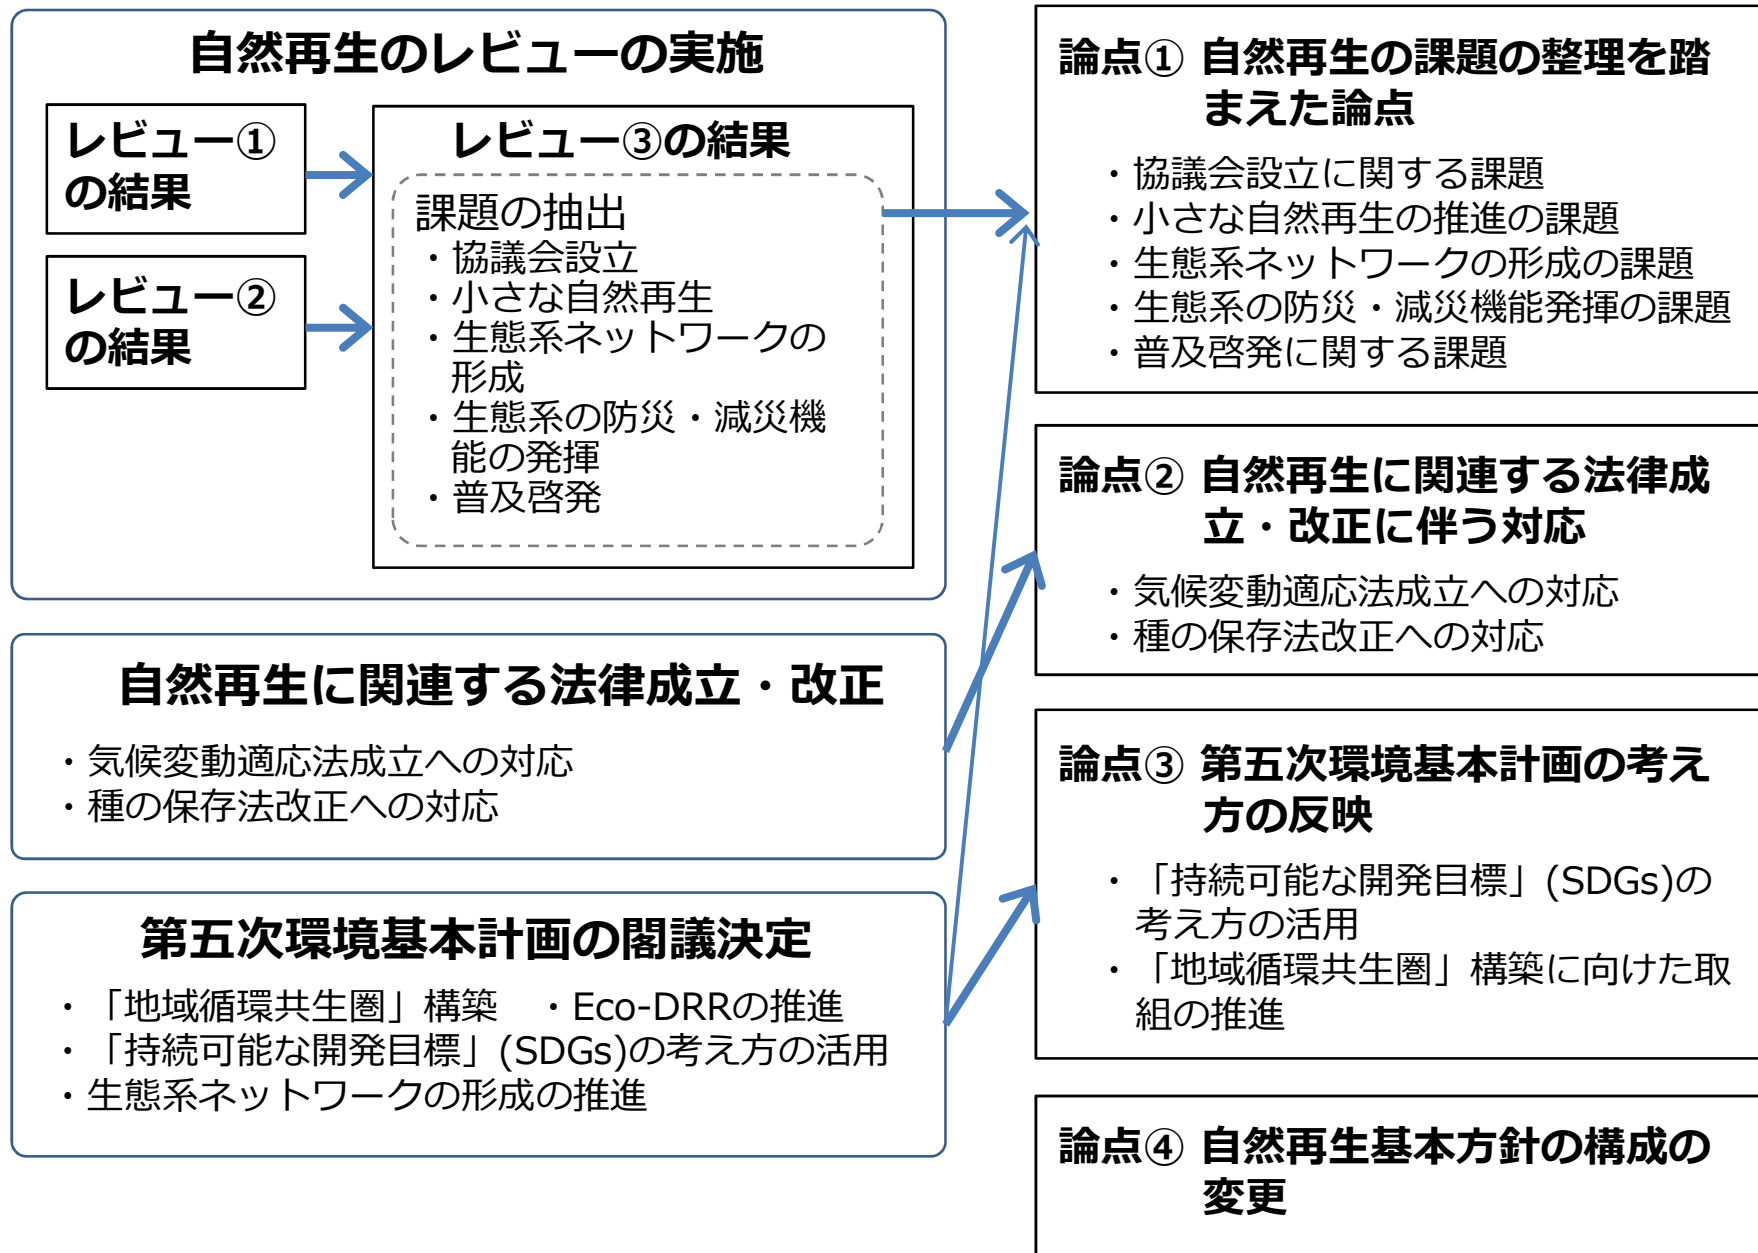 自然再生のレビューの実施
レビュー①
の結果
レビュー②
の結果
レビュー③の結果
課題の抽出
・協議会設立
・小さな自然再生
・生態系ネットワークの
形成
・生態系の防災・減災機
能の発揮
・普及啓発
自然再生に関連する法律成立・改正
・気候変動適応法成立への対応
・種の保存法改正への対応
第五次環境基本計画の閣議決定
・「地域循環共生圏」構築 ・Eco-DRRの推進
・「持続可能な開発目標」(SDGs)の考え方の活用
・生態系ネットワークの形成の推進
論点① 自然再生の課題の整理を踏
まえた論点
・協議会設立に関する課題
・小さな自然再生の推進の課題
・生態系ネットワークの形成の課題
・生態系の防災・減災機能発揮の課題
・普及啓発に関する課題
論点② 自然再生に関連する法律成
立・改正に伴う対応
・気候変動適応法成立への対応
・種の保存法改正への対応
論点③ 第五次環境基本計画の考え
方の反映
・「持続可能な開発目標」(SDGs)の
考え方の活用
・「地域循環共生圏」構築に向けた取
組の推進
論点④ 自然再生基本方針の構成の
変更